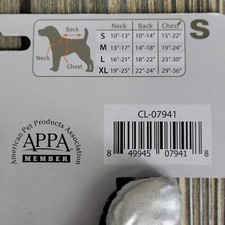 Neck Back Chest
S 10"-13" 10"-14" 15"-22"
M 13"-17" 14"-18" 19"-24"
L 16"-21" 18"-22" 23"-30"
XL 19"-25" 22"-24" 29"-36"
Back
Neck
Chest
S
CL-07941
8 49945 07941 8
American Pet Products Association
APPA
MEMBER